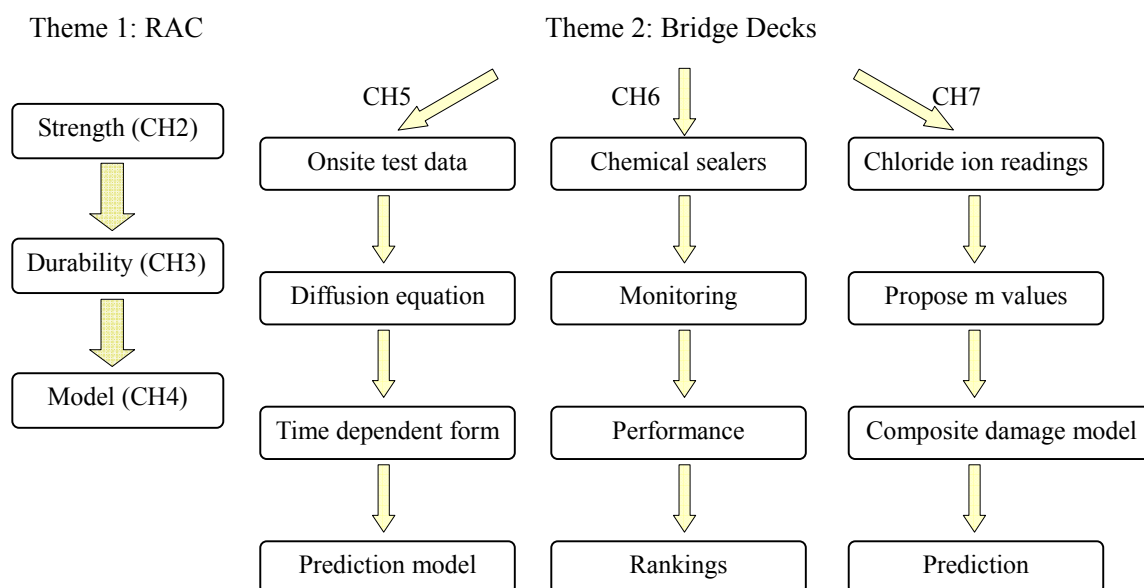 Theme 1: RAC
Strength (CH2)
Durability (CH3)
Model (CH4)
Theme 2: Bridge Decks
CH5
Onsite test data
Diffusion equation
Time dependent form
Prediction model
CH6
Chemical sealers
Monitoring
Performance
Rankings
CH7
Chloride ion readings
Propose m values
Composite damage model
Prediction